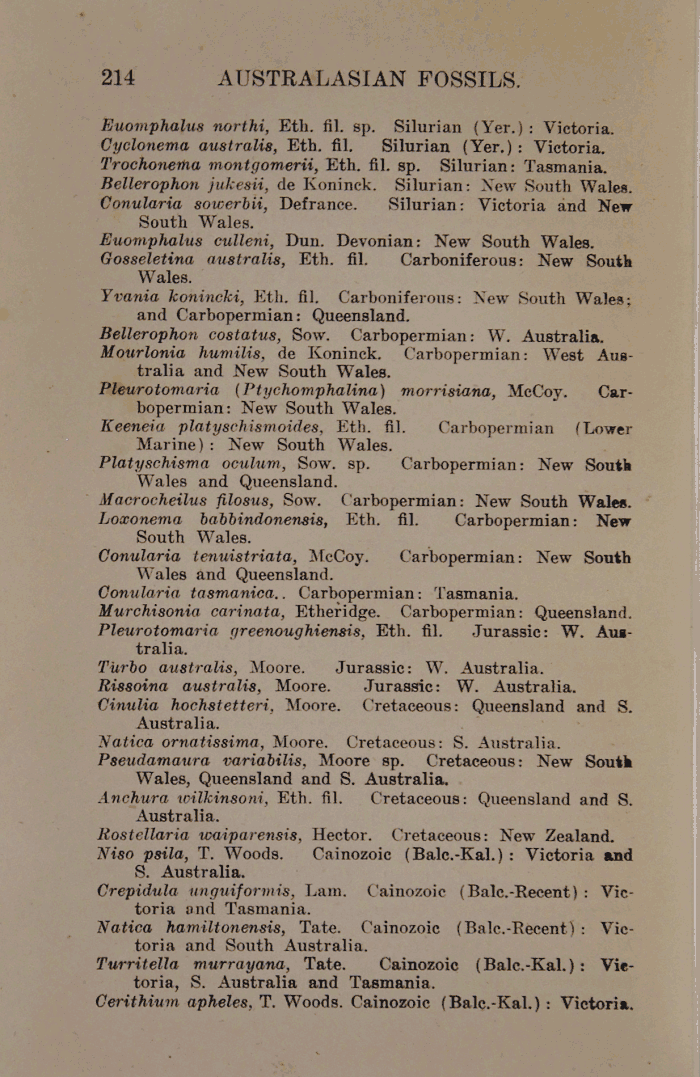 214 AUSTRALASIAN FOSSILS.
Euomphalus northi, Eth. fil. sp. Silurian (Yer.): Victoria.
Cyclonema australis, Eth. fil. Silurian (Yer.): Victoria.
Trochonema montgomerii, Eth. fil. sp. Silurian: Tasmania.
Bellerophon jukesii, de Koninck. Silurian: New South Wales.
Conularia sowerbii, Defrance. Silurian: Victoria and New
South Wales.
Euomphalus culleni, Dun. Devonian: New South Wales.
Gosseletina australis, Eth. fil. Carboniferous: New South
Wales.
Yvania konincki, Eth. fil. Carboniferous: New South Wales;
and Carbopermian: Queensland.
Bellerophon costatus, Sow. Carbopermian: W. Australia.
Mourlonia humilis, de Koninck. Carbopermian: West Aus-
tralia and New South Wales.
Pleurotomaria (Ptychomphalina) morrisiana, McCoy. Car-
bopermian: New South Wales.
Keeneia platyschismoides, Eth. fil. Carbopermian (Lower
Marine): New South Wales.
Platyschisma oculum, Sow. sp. Carbopermian: New South
Wales and Queensland.
Macrocheilus filosus, Sow. Carbopermian: New South Wales.
Loxonema babbindonensis, Eth. fil. Carbopermian: New
South Wales.
Conularia tenuistriata, McCoy. Carbopermian: New South
Wales and Queensland.
Conularia tasmanica.. Carbopermian: Tasmania.
Murchisonia carinata, Etheridge. Carbopermian: Queensland.
Pleurotomaria greenoughiensis, Eth. fil. Jurassic: W. Aus-
tralia.
Turbo australis, Moore. Jurassic: W. Australia.
Rissoina australis, Moore. Jurassic: W. Australia.
Cinulia hochstetteri, Moore. Cretaceous: Queensland and S.
Australia.
Natica ornatissima, Moore. Cretaceous: S. Australia.
Pseudamaura variabilis, Moore sp. Cretaceous: New South
Wales, Queensland and S. Australia.
Anchura wilkinsoni, Eth. fil. Cretaceous: Queensland and S.
Australia.
Rostellaria waiparensis, Hector. Cretaceous: New Zealand.
Niso psila, T. Woods. Cainozoic (Balc.-Kal.): Victoria and
S. Australia.
Crepidula unguiformis, Lam. Cainozoic (Balc.-Recent): Vic-
toria and Tasmania.
Natica hamiltonensis, Tate. Cainozoic (Balc.-Recent): Vic-
toria and South Australia.
Turritella murrayana, Tate. Cainozoic (Balc.-Kal.): Vic-
toria, S. Australia and Tasmania.
Cerithium apheles, T. Woods. Cainozoic (Balc.-Kal.): Victoria.